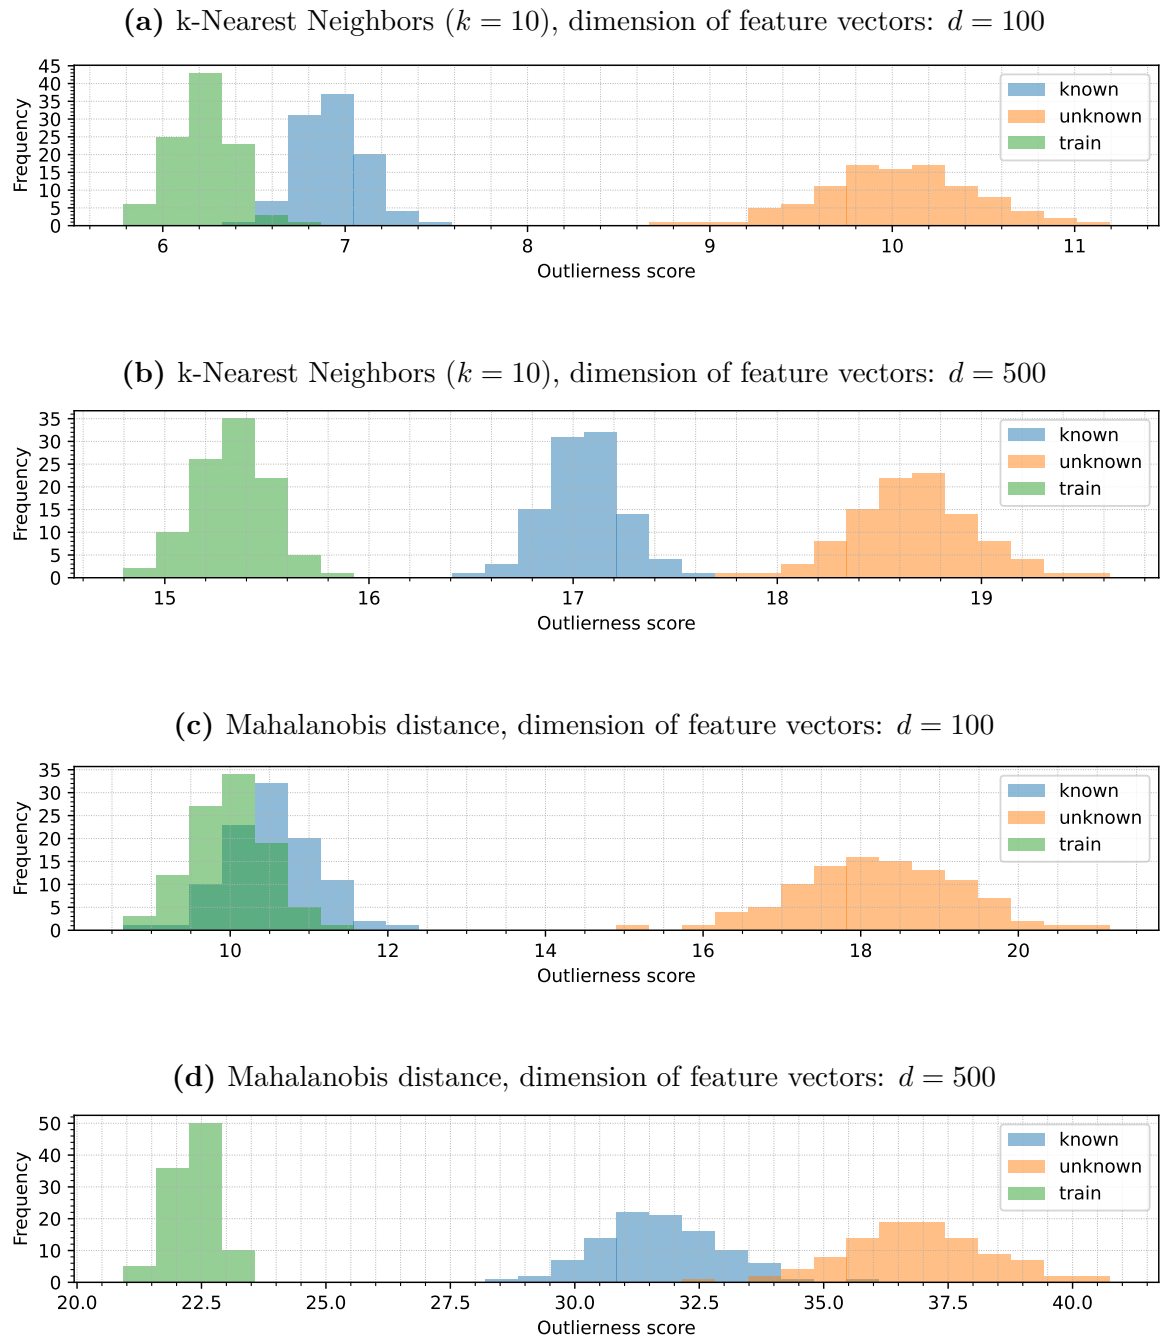 (a) k-Nearest Neighbors (k = 10), dimension of feature vectors: d = 100
45
40
35
30
25
20
15
10
5
0
Frequency
known
unknown
train
6 7 8 9 10 11
Outlierness score
(b) k-Nearest Neighbors (k = 10), dimension of feature vectors: d = 500
35
30
25
20
15
10
5
0
Frequency
known
unknown
train
15 16 17 18 19
Outlierness score
(c) Mahalanobis distance, dimension of feature vectors: d = 100
35
30
25
20
15
10
5
0
Frequency
known
unknown
train
10 12 14 16 18 20
Outlierness score
(d) Mahalanobis distance, dimension of feature vectors: d = 500
50
40
30
20
10
0
Frequency
known
unknown
train
20.0 22.5 25.0 27.5 30.0 32.5 35.0 37.5 40.0
Outlierness score